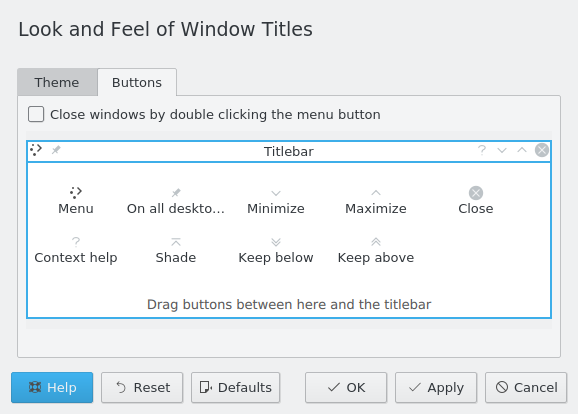 Look and Feel of Window Titles
Theme Buttons
Close windows by double clicking the menu button
Titlebar ?
Menu On all deskto... Minimize Maximize Close
?
Context help Shade Keep below Keep above
Drag buttons between here and the titlebar
Help Reset Defaults OK Apply Cancel